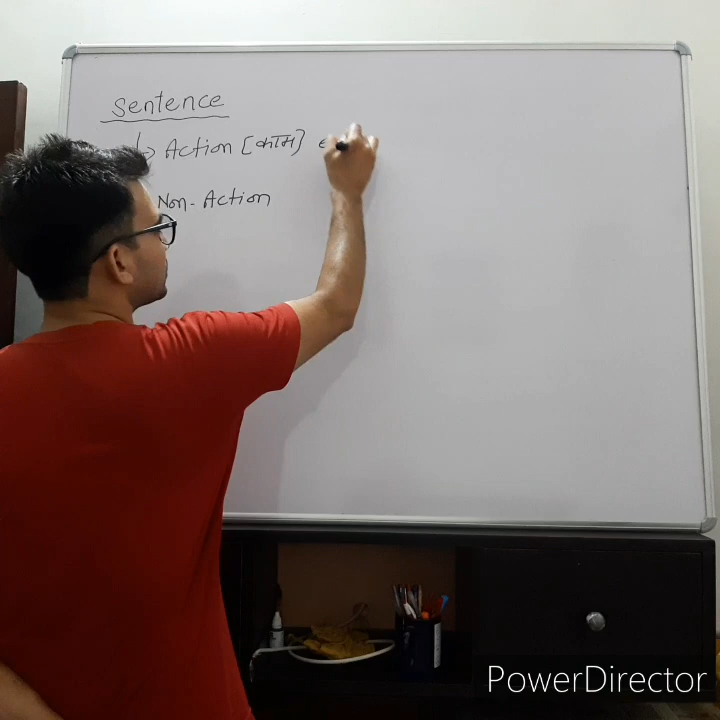 Sentence
↳ Action [काम] e
Non-Action
PowerDirector